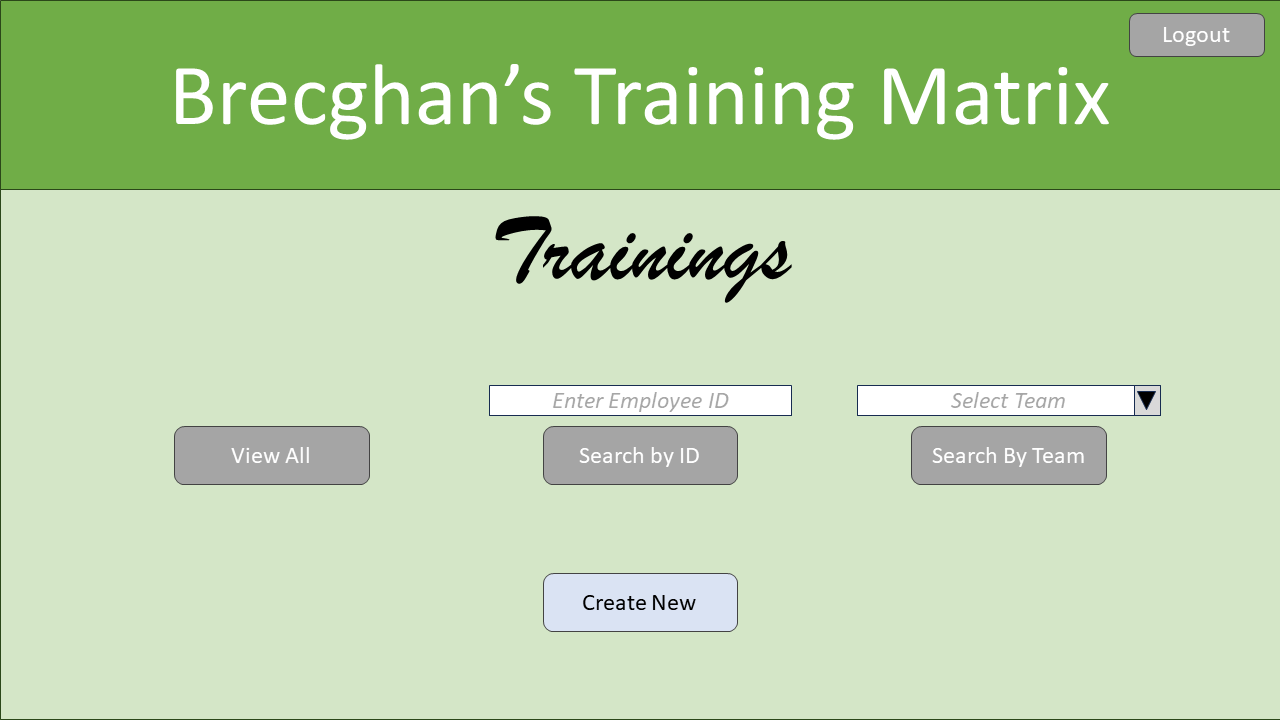 Logout
Brecghan’s Training Matrix
Trainings
Enter Employee ID
Select Team
View All
Search by ID
Search By Team
Create New